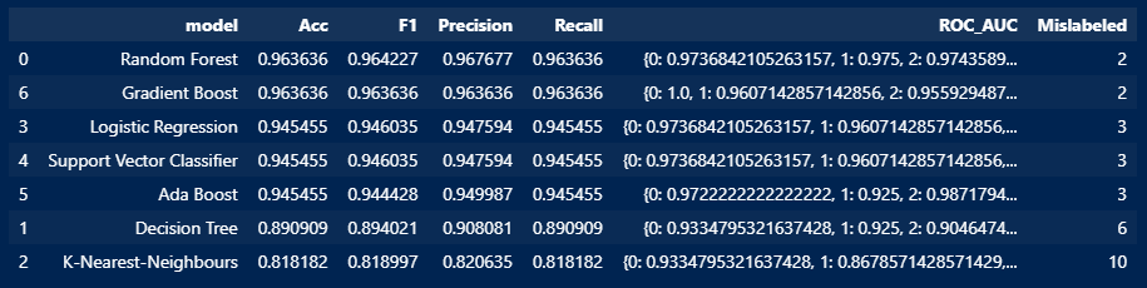 model Acc F1 Precision Recall ROC_AUC Mislabeled
0 Random Forest 0.963636 0.964227 0.967677 0.963636 {0: 0.9736842105263157, 1: 0.975, 2: 0.9743589... 2
6 Gradient Boost 0.963636 0.963636 0.963636 0.963636 {0: 1.0, 1: 0.9607142857142856, 2: 0.955929487... 2
3 Logistic Regression 0.945455 0.946035 0.947594 0.945455 {0: 0.9736842105263157, 1: 0.9607142857142856,... 3
4 Support Vector Classifier 0.945455 0.946035 0.947594 0.945455 {0: 0.9736842105263157, 1: 0.9607142857142856,... 3
5 Ada Boost 0.945455 0.944428 0.949987 0.945455 {0: 0.9722222222222222, 1: 0.925, 2: 0.9871794... 3
1 Decision Tree 0.890909 0.894021 0.908081 0.890909 {0: 0.9334795321637428, 1: 0.925, 2: 0.9046474... 6
2 K-Nearest-Neighbours 0.818182 0.818997 0.820635 0.818182 {0: 0.9334795321637428, 1: 0.8678571428571429,... 10